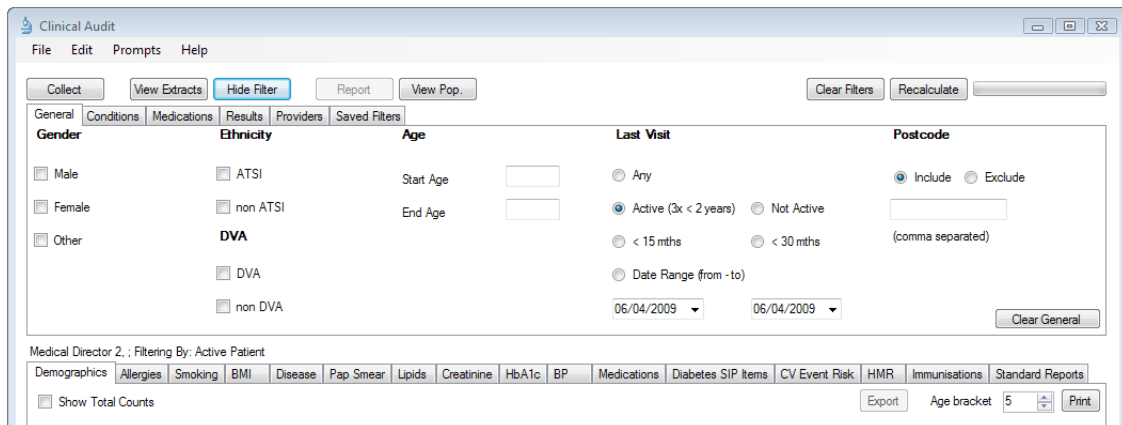 Clinical Audit
File Edit Prompts Help
Collect View Extracts Hide Filter Report View Pop. Clear Filters Recalculate
General Conditions Medications Results Providers Saved Filters
Gender Ethnicity Age Last Visit Postcode
Male ATSI Start Age Any Include Exclude
Female non ATSI End Age Active (3x < 2 years) Not Active
Other DVA < 15 mths < 30 mths (comma separated)
DVA Date Range (from - to)
non DVA 06/04/2009 06/04/2009 Clear General
Medical Director 2, ; Filtering By: Active Patient
Demographics Allergies Smoking BMI Disease Pap Smear Lipids Creatinine HbA1c BP Medications Diabetes SIP Items CV Event Risk HMR Immunisations Standard Reports
Show Total Counts Export Age bracket 5 Print